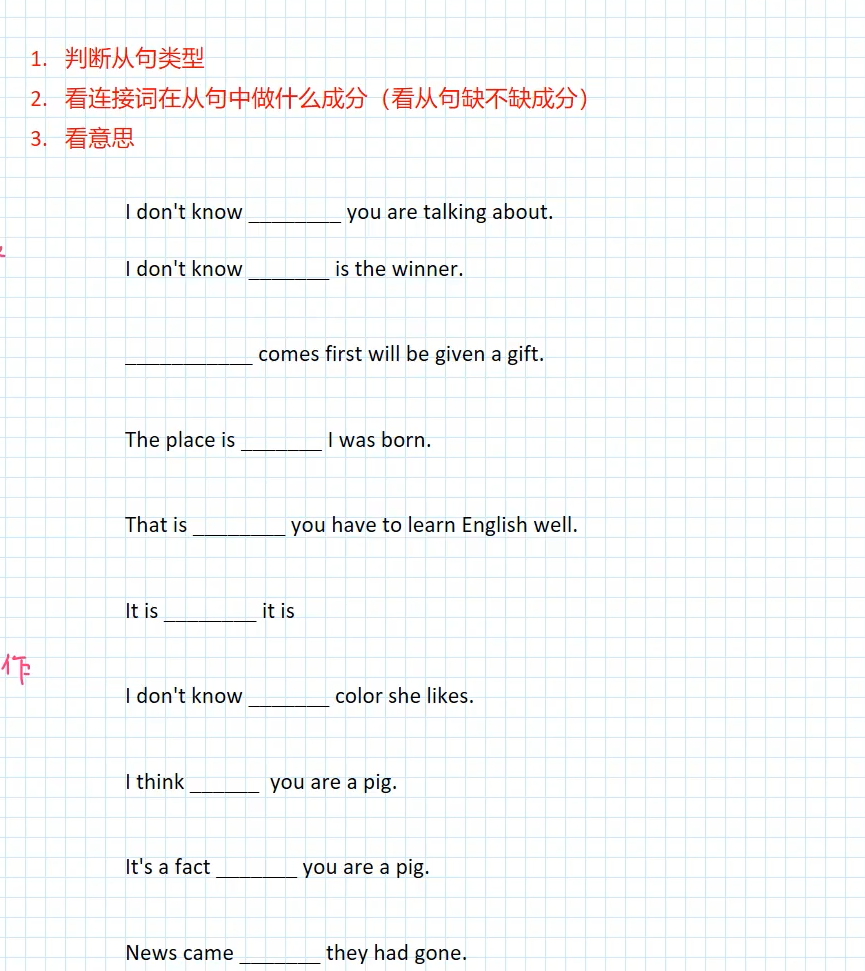 1. 判断从句类型
2. 看连接词在从句中做什么成分（看从句缺不缺成分）
3. 看意思
I don't know ________ you are talking about.
I don't know _______ is the winner.
___________ comes first will be given a gift.
The place is _______ I was born.
That is ________ you have to learn English well.
It is ________ it is
作
I don't know _______ color she likes.
I think ______ you are a pig.
It's a fact _______ you are a pig.
News came _______ they had gone.